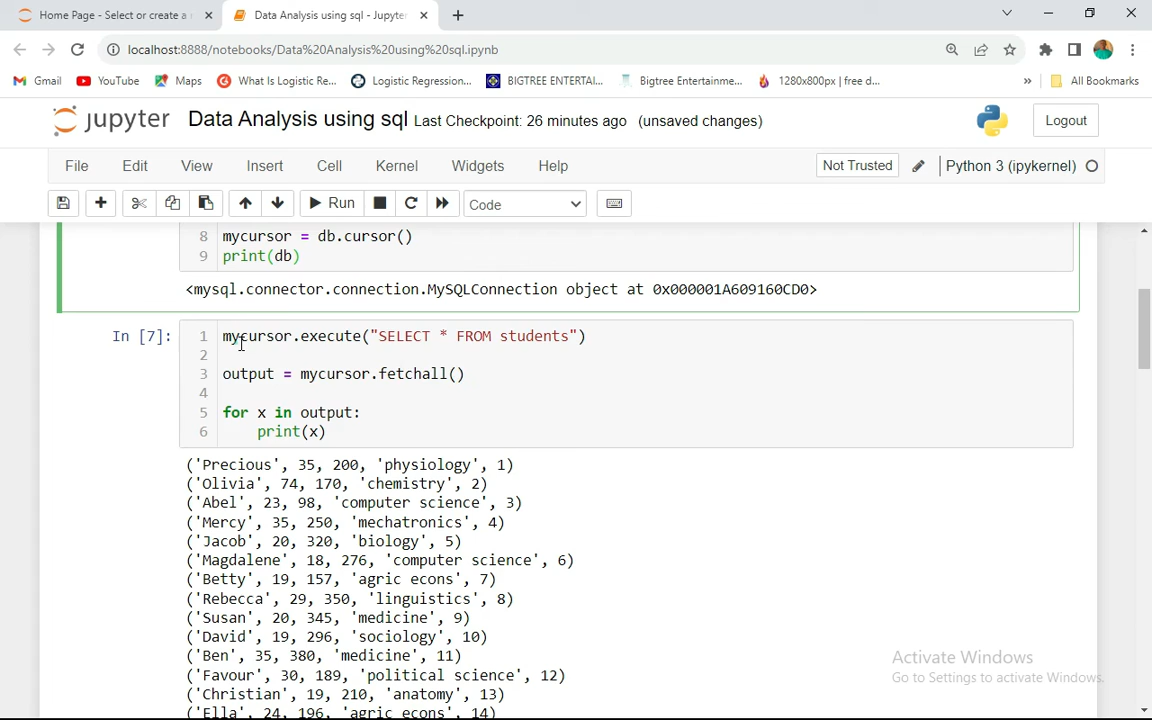 Home Page - Select or create a
Data Analysis using sql - Jupyter
localhost:8888/notebooks/Data%20Analysis%20using%20sql.ipynb
Gmail YouTube Maps What Is Logistic Re... Logistic Regression... BIGTREE ENTERTAI... Bigtree Entertainme... 1280x800px | free d... » All Bookmarks
jupyter Data Analysis using sql Last Checkpoint: 26 minutes ago (unsaved changes) Logout
File Edit View Insert Cell Kernel Widgets Help Not Trusted Python 3 (ipykernel)
Run Code
8 mycursor = db.cursor()
9 print(db)
<mysql.connector.connection.MySQLConnection object at 0x000001A609160CD0>
In [7]: 1 mycursor.execute("SELECT * FROM students")
2
3 output = mycursor.fetchall()
4
5 for x in output:
6 print(x)
('Precious', 35, 200, 'physiology', 1)
('Olivia', 74, 170, 'chemistry', 2)
('Abel', 23, 98, 'computer science', 3)
('Mercy', 35, 250, 'mechatronics', 4)
('Jacob', 20, 320, 'biology', 5)
('Magdalene', 18, 276, 'computer science', 6)
('Betty', 19, 157, 'agric econs', 7)
('Rebecca', 29, 350, 'linguistics', 8)
('Susan', 20, 345, 'medicine', 9)
('David', 19, 296, 'sociology', 10)
('Ben', 35, 380, 'medicine', 11)
('Favour', 30, 189, 'political science', 12)
('Christian', 19, 210, 'anatomy', 13)
('Ella', 24, 196, 'agric econs', 14)
Activate Windows
Go to Settings to activate Windows.